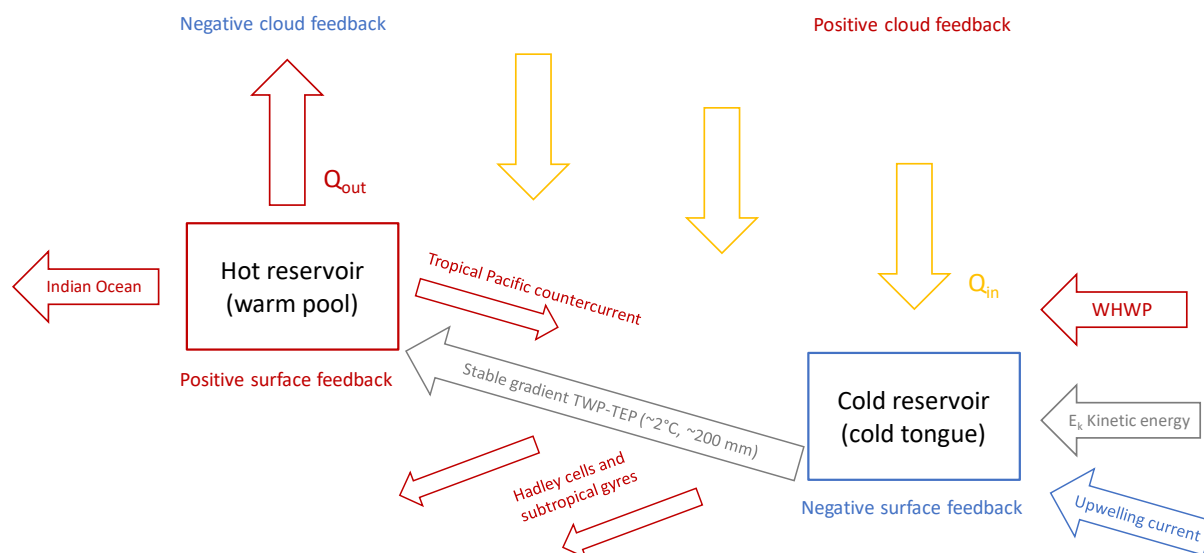 Negative cloud feedback
Positive cloud feedback
Qout
Hot reservoir
(warm pool)
Indian Ocean
Tropical Pacific countercurrent
Qin
WHWP
Positive surface feedback
Stable gradient TWP-TEP (~2°C, ~200 mm)
Cold reservoir
(cold tongue)
Ek Kinetic energy
Hadley cells and
subtropical gyres
Negative surface feedback
Upwelling current